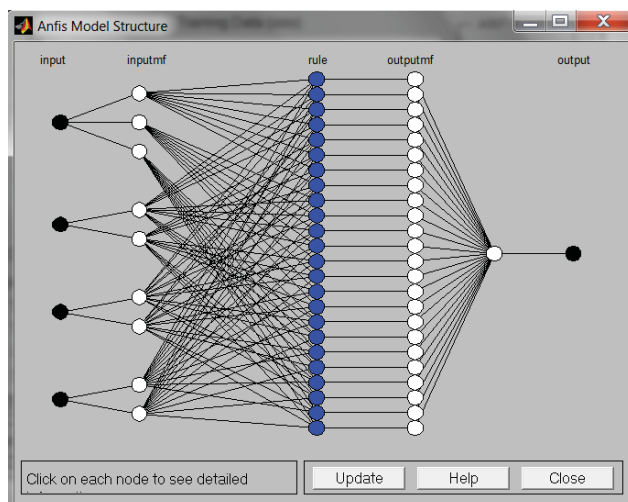 Anfis Model Structure
input inputmf rule outputmf output
Click on each node to see detailed
Update Help Close